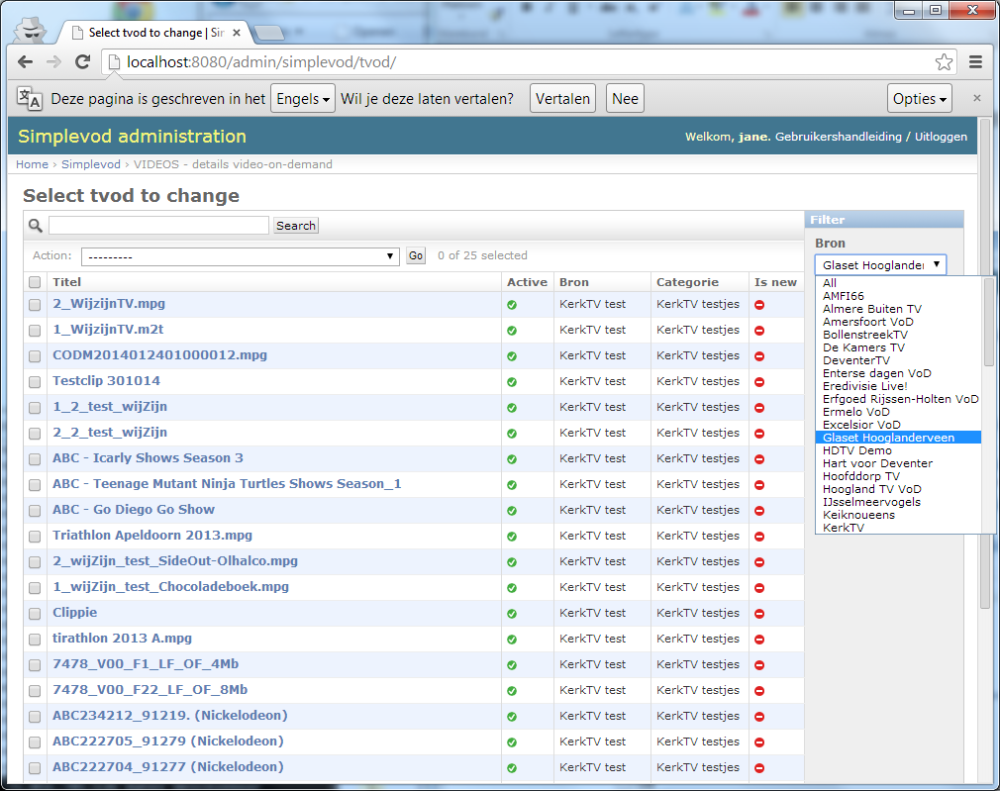 Select tvod to change | Sir
localhost:8080/admin/simplevod/tvod/
Deze pagina is geschreven in het Engels Wil je deze laten vertalen? Vertalen Nee Opties
Simplevod administration
Welkom, jane. Gebruikershandleiding / Uitloggen
Home › Simplevod › VIDEOS - details video-on-demand
Select tvod to change
Search
Action: --------- Go 0 of 25 selected
Titel Active Bron Categorie Is new
2_WijzijnTV.mpg KerkTV test KerkTV testjes
1_WijzijnTV.m2t KerkTV test KerkTV testjes
CODM2014012401000012.mpg KerkTV test KerkTV testjes
Testclip 301014 KerkTV test KerkTV testjes
1_2_test_wijZijn KerkTV test KerkTV testjes
2_2_test_wijZijn KerkTV test KerkTV testjes
ABC - Icarly Shows Season 3 KerkTV test KerkTV testjes
ABC - Teenage Mutant Ninja Turtles Shows Season_1 KerkTV test KerkTV testjes
ABC - Go Diego Go Show KerkTV test KerkTV testjes
Triathlon Apeldoorn 2013.mpg KerkTV test KerkTV testjes
2_wijZijn_test_SideOut-Olhalco.mpg KerkTV test KerkTV testjes
1_wijZijn_test_Chocoladeboek.mpg KerkTV test KerkTV testjes
Clippie KerkTV test KerkTV testjes
tirathlon 2013 A.mpg KerkTV test KerkTV testjes
7478_V00_F1_LF_OF_4Mb KerkTV test KerkTV testjes
7478_V00_F22_LF_OF_8Mb KerkTV test KerkTV testjes
ABC234212_91219. (Nickelodeon) KerkTV test KerkTV testjes
ABC222705_91279 (Nickelodeon) KerkTV test KerkTV testjes
ABC222704_91277 (Nickelodeon) KerkTV test KerkTV testjes
Filter
Bron
Glaset Hooglander
All
AMFI66
Almere Buiten TV
Amersfoort VoD
BollenstreekTV
De Kamers TV
DeventerTV
Enterse dagen VoD
Eredivisie Live!
Erfgoed Rijssen-Holten VoD
Ermelo VoD
Excelsior VoD
Glaset Hooglanderveen
HDTV Demo
Hart voor Deventer
Hoofddorp TV
Hoogland TV VoD
IJsselmeervogels
Keiknoueens
KerkTV